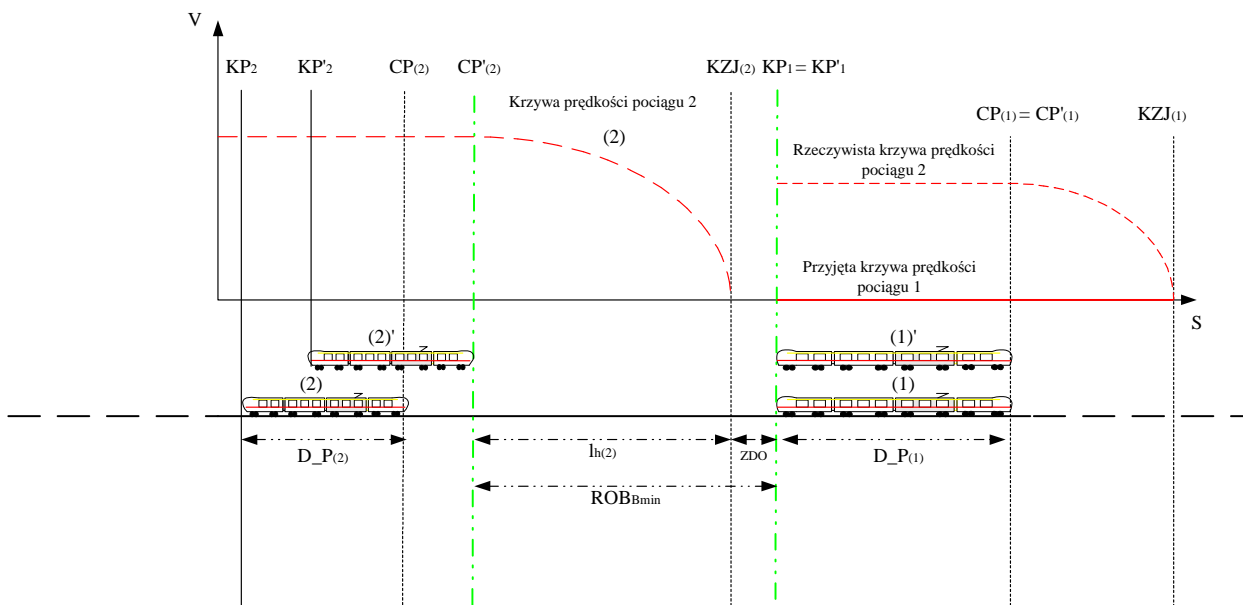 V
KP2 KP'2 CP(2) CP'(2) KZJ(2) KP1 = KP'1
Krzywa prędkości pociągu 2
(2)
CP(1) = CP'(1) KZJ(1)
Rzeczywista krzywa prędkości
pociągu 2
Przyjęta krzywa prędkości
pociągu 1
S
(2)' (1)'
(2) (1)
D_P(2) lh(2) ZDO D_P(1)
ROBBmin